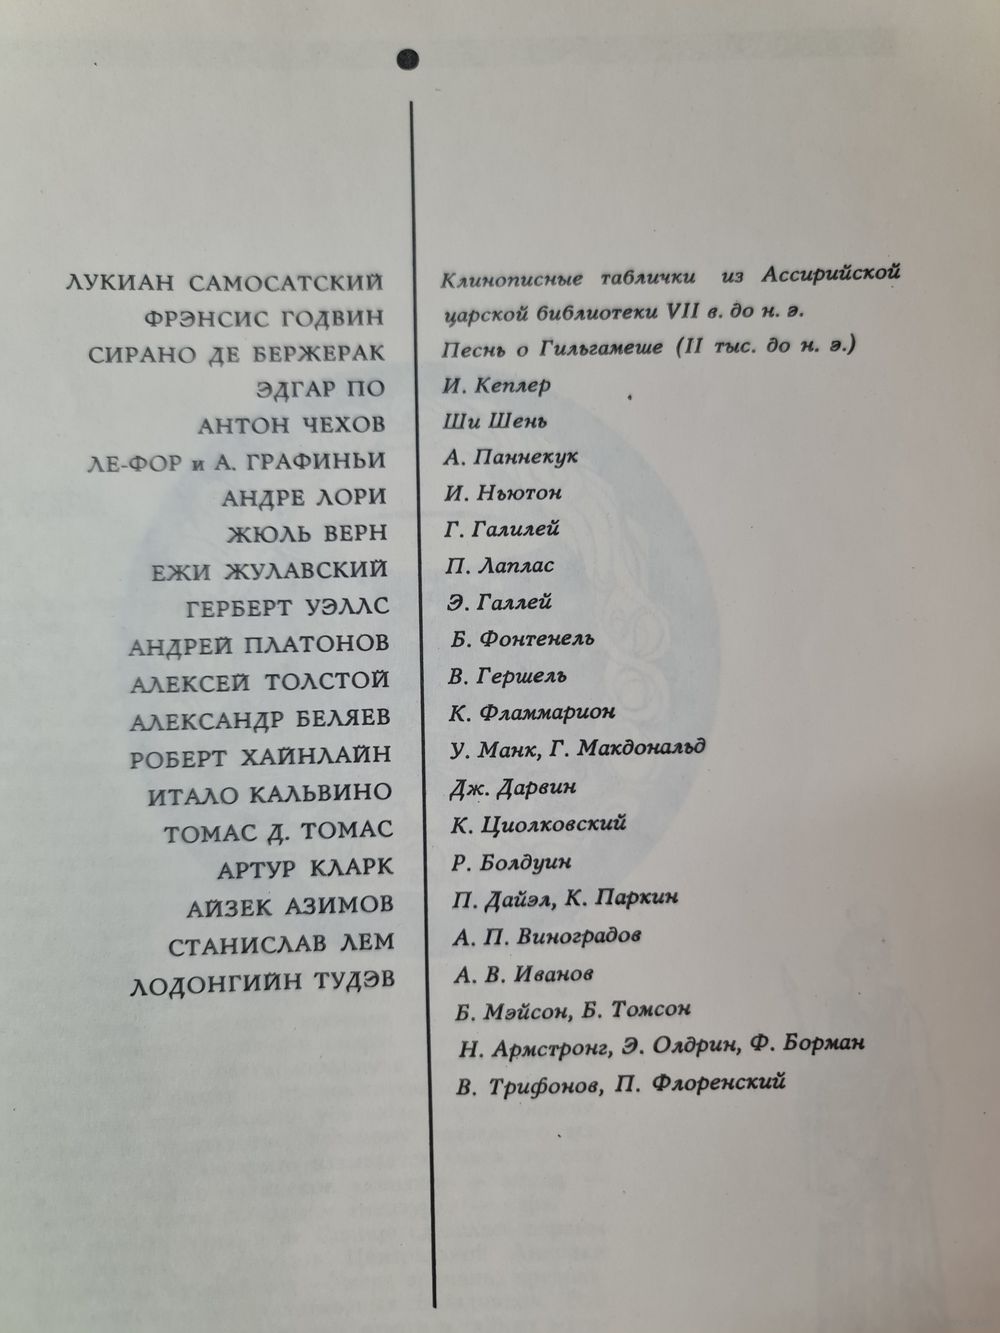 ЛУКИАН САМОСАТСКИЙ
ФРЭНСИС ГОДВИН
СИРАНО ДЕ БЕРЖЕРАК
ЭДГАР ПО
АНТОН ЧЕХОВ
ЛЕ-ФОР и А. ГРАФИНЬИ
АНДРЕ ЛОРИ
ЖЮЛЬ ВЕРН
ЕЖИ ЖУЛАВСКИЙ
ГЕРБЕРТ УЭЛЛС
АНДРЕЙ ПЛАТОНОВ
АЛЕКСЕЙ ТОЛСТОЙ
АЛЕКСАНДР БЕЛЯЕВ
РОБЕРТ ХАЙНЛАЙН
ИТАЛО КАЛЬВИНО
ТОМАС Д. ТОМАС
АРТУР КЛАРК
АЙЗЕК АЗИМОВ
СТАНИСЛАВ ЛЕМ
ЛОДОНГИЙН ТУДЭВ
Клинописные таблички из Ассирийской
царской библиотеки VII в. до н. э.
Песнь о Гильгамеше (II тыс. до н. э.)
И. Кеплер
Ши Шень
А. Паннекук
И. Ньютон
Г. Галилей
П. Лаплас
Э. Галлей
Б. Фонтенель
В. Гершель
К. Фламмарион
У. Манк, Г. Макдональд
Дж. Дарвин
К. Циолковский
Р. Болдуин
П. Дайэл, К. Паркин
А. П. Виноградов
А. В. Иванов
Б. Мэйсон, Б. Томсон
Н. Армстронг, Э. Олдрин, Ф. Борман
В. Трифонов, П. Флоренский